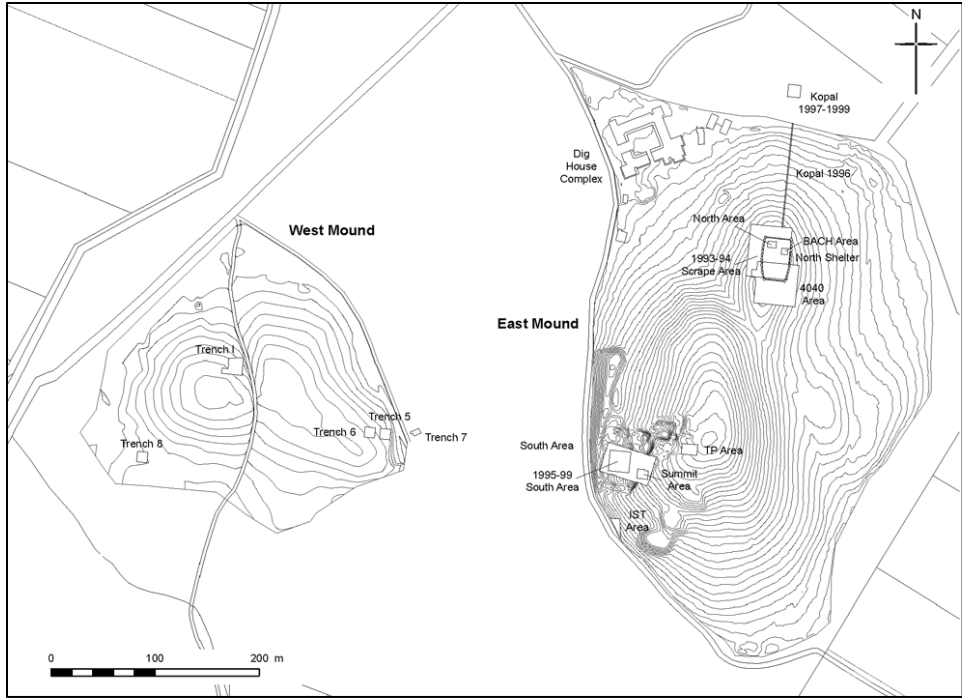 N
Kopal
1997-1999
Dig
House
Complex
Kopal 1996
North Area
BACH Area
1993-94
Scrape Area
North Shelter
4040
Area
West Mound
East Mound
Trench I
Trench 5
Trench 6
Trench 7
Trench 8
South Area
TP Area
1995-99
South Area
Summit
Area
IST
Area
0 100 200 m